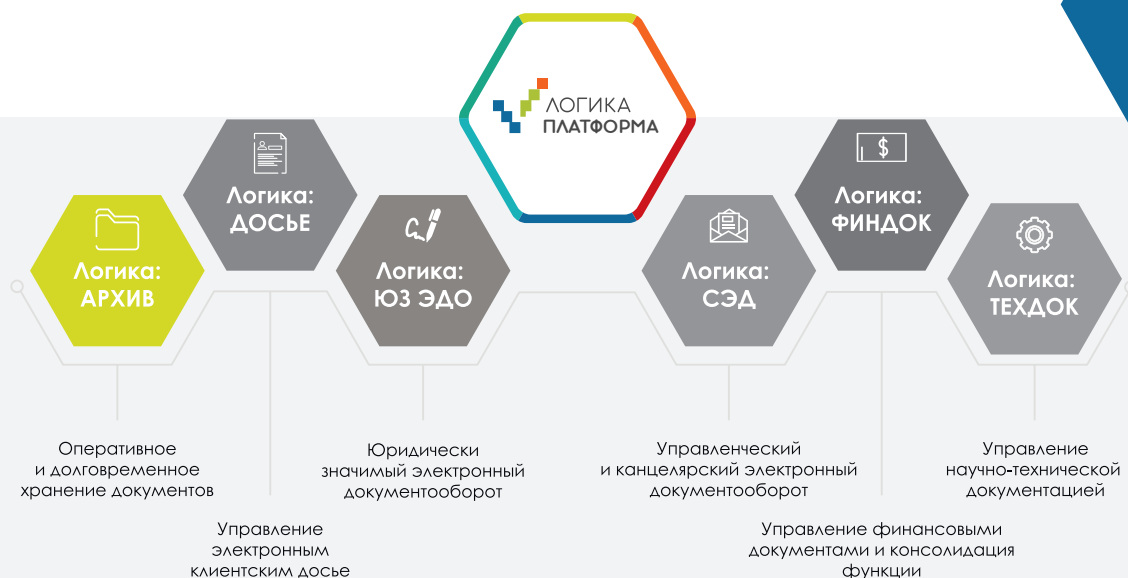 ЛОГИКА
ПЛАТФОРМА
Логика:
АРХИВ
Логика:
ДОСЬЕ
Логика:
ЮЗ ЭДО
Логика:
СЭД
Логика:
ФИНДОК
Логика:
ТЕХДОК
Оперативное
и долговременное
хранение документов
Управление
электронным
клиентским досье
Юридически
значимый электронный
документооборот
Управленческий
и канцелярский электронный
документооборот
Управление финансовыми
документами и консолидация
функции
Управление
научно-технической
документацией